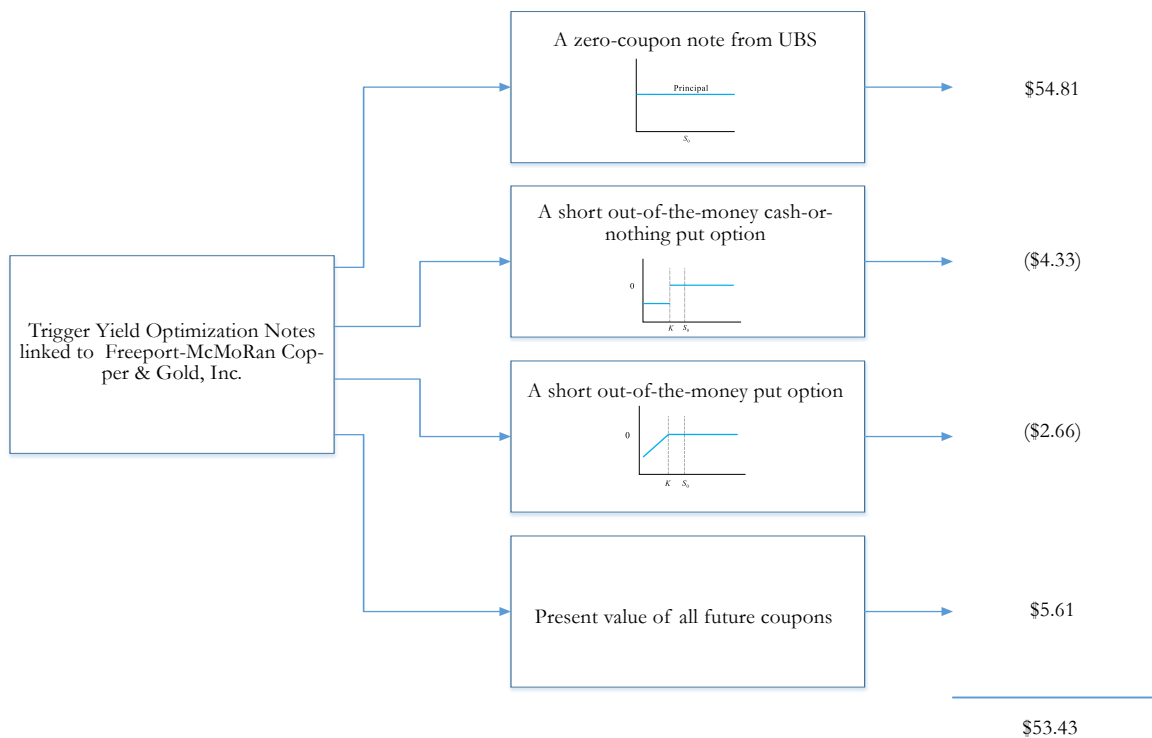 A zero-coupon note from UBS
Principal
S₀
$54.81
A short out-of-the-money cash-or-
nothing put option
0
K
S₀
($4.33)
Trigger Yield Optimization Notes
linked to Freeport-McMoRan Cop-
per & Gold, Inc.
A short out-of-the-money put option
0
K
S₀
($2.66)
Present value of all future coupons
$5.61
$53.43